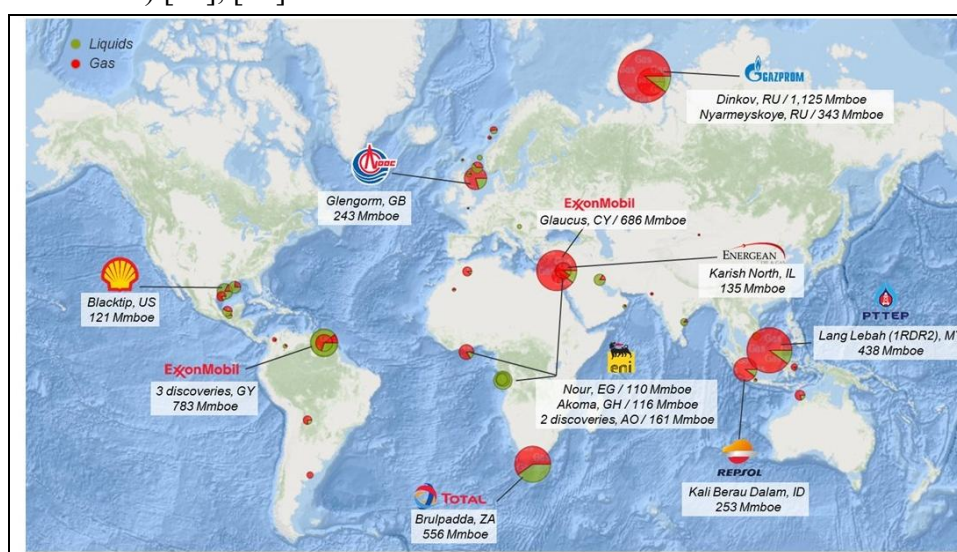 Liquids
Gas
GAZPROM
Dinkov, RU / 1,125 Mmboe
Nyarmeyskoye, RU / 343 Mmboe
Glengorm, GB
243 Mmboe
ExxonMobil
Glaucus, CY / 686 Mmboe
ENERGEAN
Karish North, IL
135 Mmboe
Blacktip, US
121 Mmboe
PTTEP
Lang Lebah (1RDR2), M
438 Mmboe
ExxonMobil
3 discoveries, GY
783 Mmboe
eni
Nour, EG / 110 Mmboe
Akoma, GH / 116 Mmboe
2 discoveries, AO / 161 Mmboe
REPSOL
Kali Berau Dalam, ID
253 Mmboe
TOTAL
Brulpadda, ZA
556 Mmboe